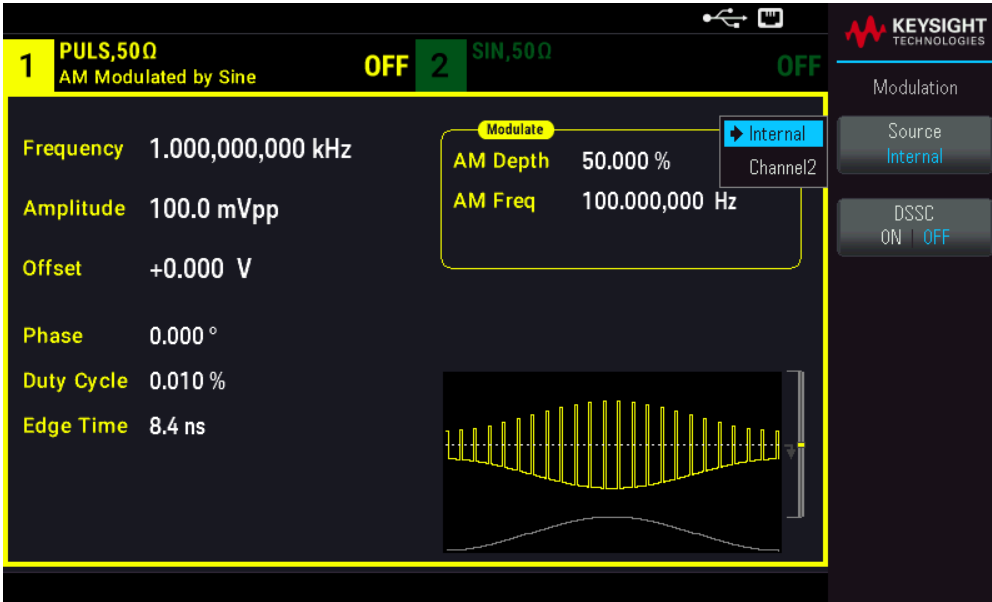 KEYSIGHT
TECHNOLOGIES
1
PULS,50Ω
AM Modulated by Sine
OFF
2
SIN,50Ω
OFF
Modulation
Frequency 1.000,000,000 kHz
Amplitude 100.0 mVpp
Offset +0.000 V
Phase 0.000 °
Duty Cycle 0.010 %
Edge Time 8.4 ns
Modulate
AM Depth 50.000 %
AM Freq 100.000,000 Hz
Internal
Channel2
Source
Internal
DSSC
ON | OFF